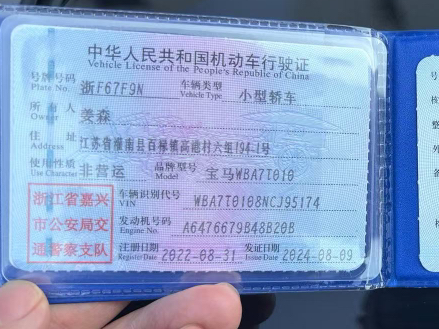 中华人民共和国机动车行驶证
Vehicle License of the People's Republic of China
号牌号码 浙F67F9N 车辆类型 小型轿车
Plate No. Vehicle Type
所有人 姜森
Owner
住址 江苏省灌南县百禄镇高港村六组194-1号
Address
使用性质 非营运 品牌型号 宝马WBA7T010
Use Character Model
浙江省嘉兴
市公安局交
通警察支队
车辆识别代号 WBA7T0108NCJ95174
VIN
发动机号码 A6476679B48B20B
Engine No.
注册日期 2022-08-31 发证日期 2024-08-09
Register Date Issue Date